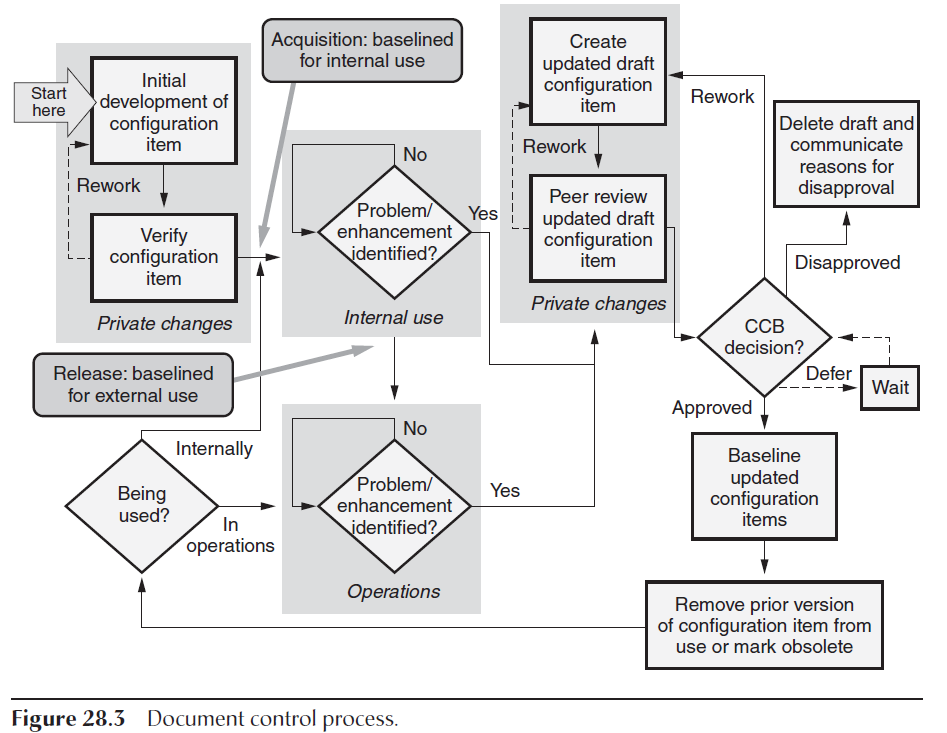 Start
here
Initial
development of
configuration
item
Rework
Verify
configuration
item
Private changes
Acquisition: baselined
for internal use
No
Problem/
enhancement
identified?
Yes
Internal use
Create
updated draft
configuration
item
Rework
Peer review
updated draft
configuration
item
Private changes
Rework
Delete draft and
communicate
reasons for
disapproval
Disapproved
CCB
decision?
Defer
Wait
Approved
Baseline
updated
configuration
items
Remove prior version
of configuration item from
use or mark obsolete
Release: baselined
for external use
Internally
Being
used?
In
operations
No
Problem/
enhancement
identified?
Yes
Operations
Figure 28.3 Document control process.